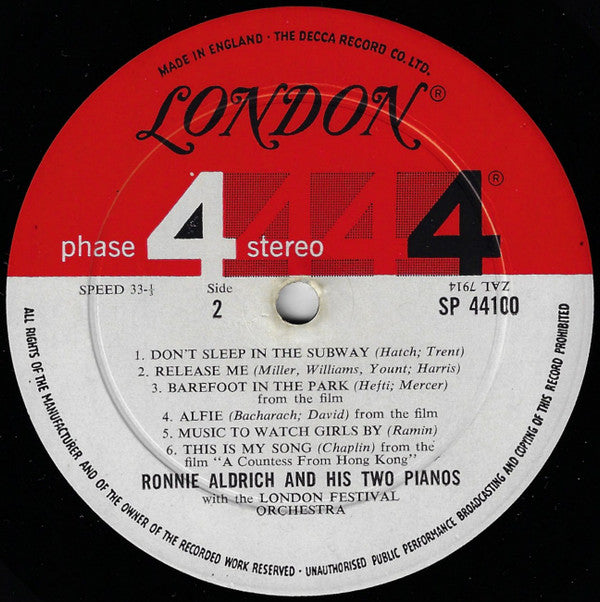 MADE IN ENGLAND · THE DECCA RECORD CO. LTD.
LONDON®
phase 4 stereo 4 4 4®
SPEED 33-⅓
Side
2
ZAL 7914
SP 44100
1. DON'T SLEEP IN THE SUBWAY (Hatch; Trent)
2. RELEASE ME (Miller, Williams, Yount; Harris)
3. BAREFOOT IN THE PARK (Hefti; Mercer)
from the film
4. ALFIE (Bacharach; David) from the film
5. MUSIC TO WATCH GIRLS BY (Ramin)
6. THIS IS MY SONG (Chaplin) from the
film "A Countess From Hong Kong"
RONNIE ALDRICH AND HIS TWO PIANOS
with the LONDON FESTIVAL
ORCHESTRA
ALL RIGHTS OF THE MANUFACTURER AND OF THE OWNER OF THE RECORDED WORK RESERVED · UNAUTHORISED PUBLIC PERFORMANCE BROADCASTING AND COPYING OF THIS RECORD PROHIBITED